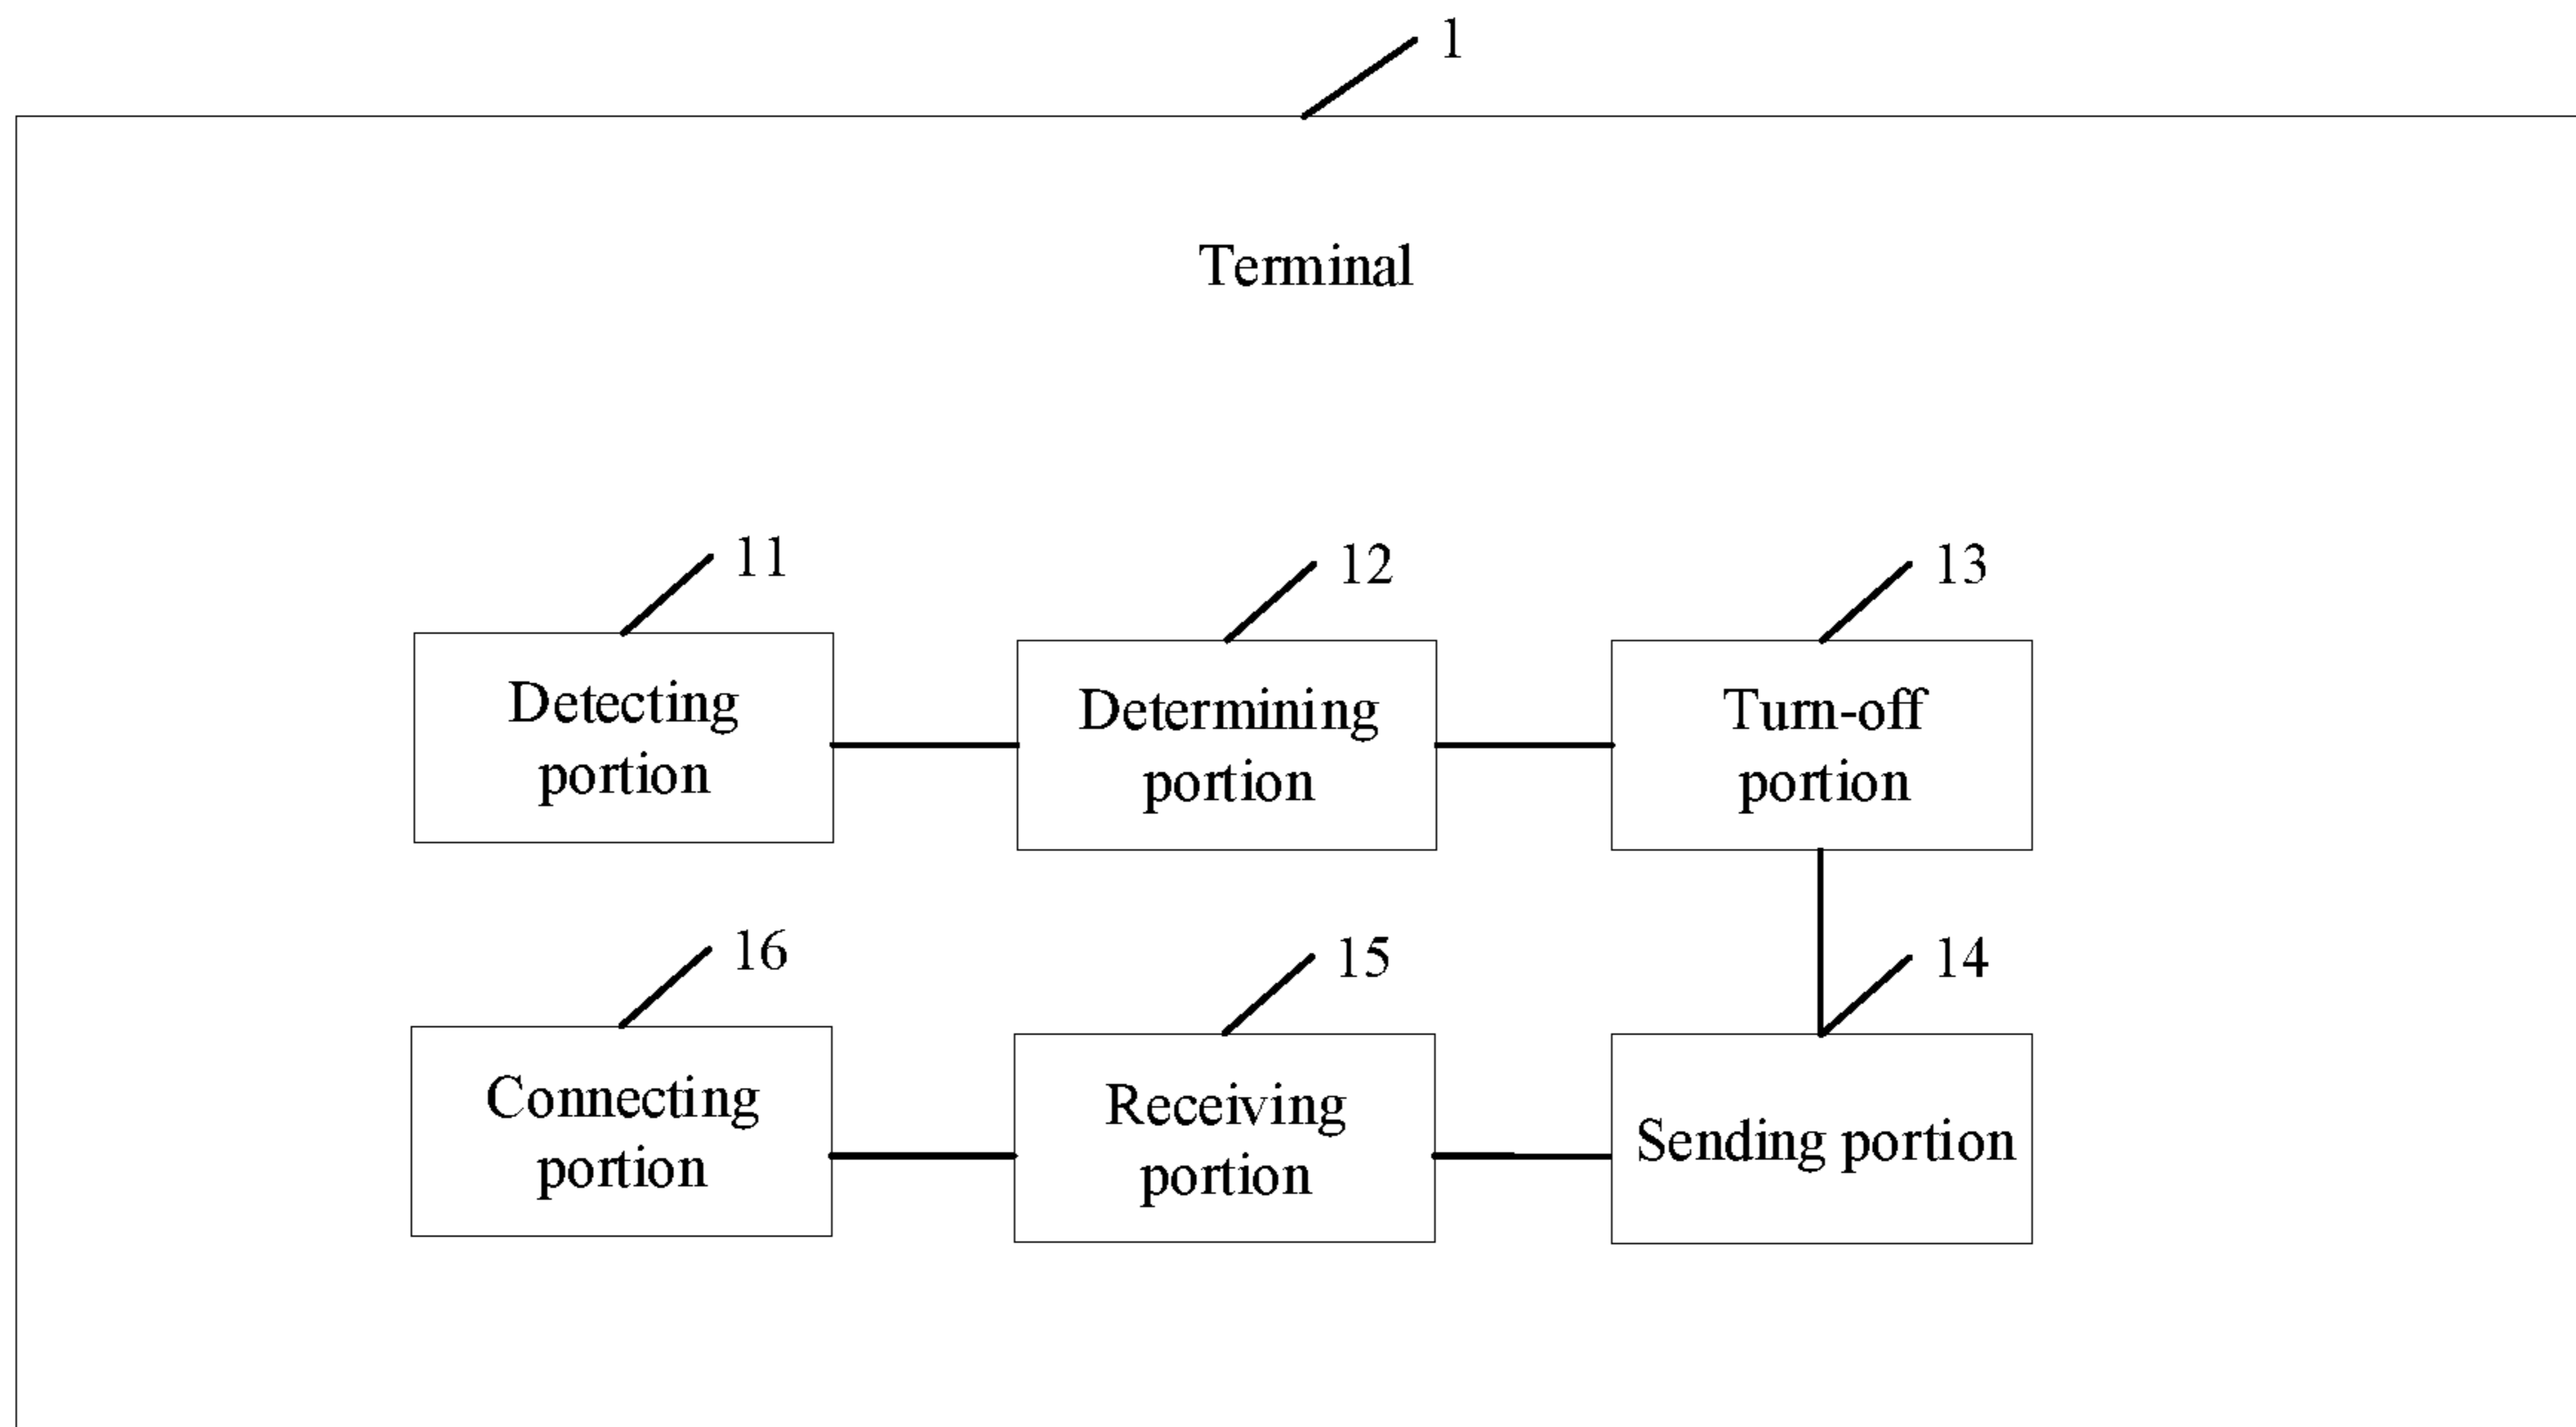 1
Terminal
11
12
13
Detecting
portion
Determining
portion
Turn-off
portion
16
15
14
Connecting
portion
Receiving
portion
Sending portion